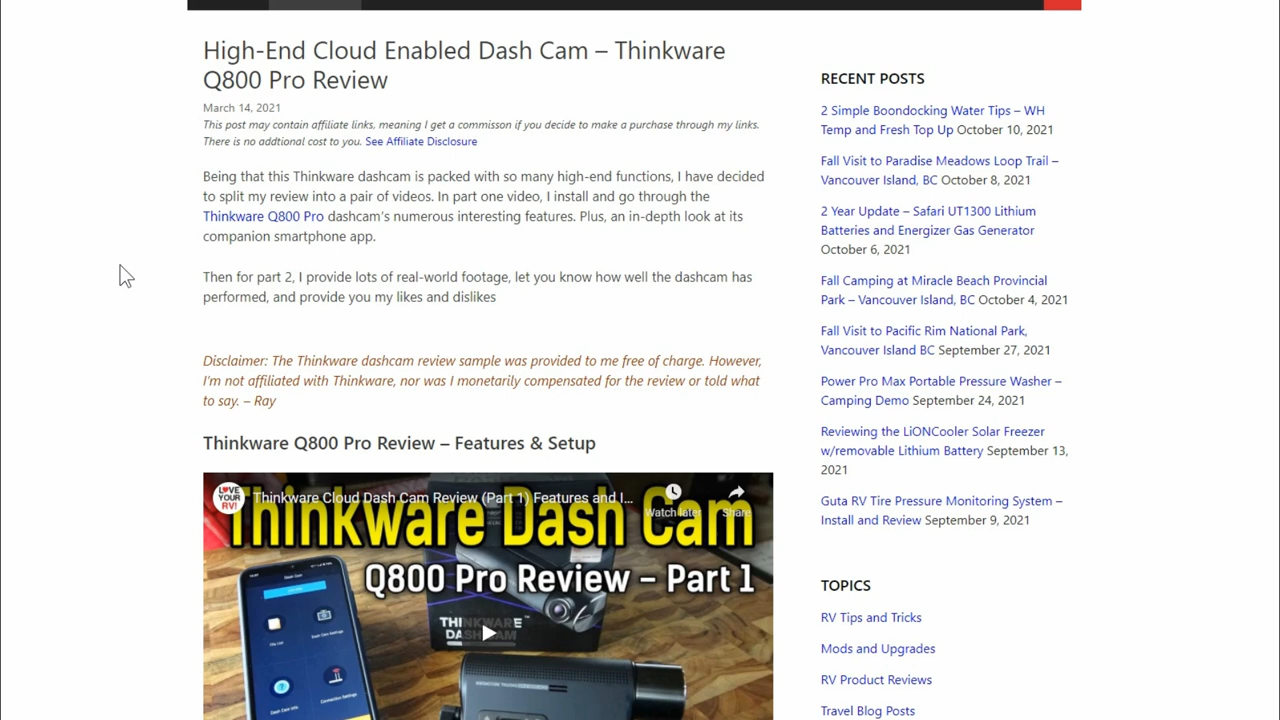 High-End Cloud Enabled Dash Cam – Thinkware
Q800 Pro Review
March 14, 2021
This post may contain affiliate links, meaning I get a commisson if you decide to make a purchase through my links.
There is no addtional cost to you. See Affiliate Disclosure
Being that this Thinkware dashcam is packed with so many high-end functions, I have decided
to split my review into a pair of videos. In part one video, I install and go through the
Thinkware Q800 Pro dashcam's numerous interesting features. Plus, an in-depth look at its
companion smartphone app.
Then for part 2, I provide lots of real-world footage, let you know how well the dashcam has
performed, and provide you my likes and dislikes
Disclaimer: The Thinkware dashcam review sample was provided to me free of charge. However,
I'm not affiliated with Thinkware, nor was I monetarily compensated for the review or told what
to say. – Ray
Thinkware Q800 Pro Review – Features & Setup
LOVE
YOUR
RV!
Thinkware Cloud Dash Cam Review (Part 1) Features and I...
Watch later
Share
Thinkware Dash Cam
Q800 Pro Review – Part 1
THINKWARE
DASH CAM
Dash Cam
File List
Dash Cam Settings
Dash Cam Info
Connection Settings
RECENT POSTS
2 Simple Boondocking Water Tips – WH
Temp and Fresh Top Up October 10, 2021
Fall Visit to Paradise Meadows Loop Trail –
Vancouver Island, BC October 8, 2021
2 Year Update – Safari UT1300 Lithium
Batteries and Energizer Gas Generator
October 6, 2021
Fall Camping at Miracle Beach Provincial
Park – Vancouver Island, BC October 4, 2021
Fall Visit to Pacific Rim National Park,
Vancouver Island BC September 27, 2021
Power Pro Max Portable Pressure Washer –
Camping Demo September 24, 2021
Reviewing the LiONCooler Solar Freezer
w/removable Lithium Battery September 13,
2021
Guta RV Tire Pressure Monitoring System –
Install and Review September 9, 2021
TOPICS
RV Tips and Tricks
Mods and Upgrades
RV Product Reviews
Travel Blog Posts